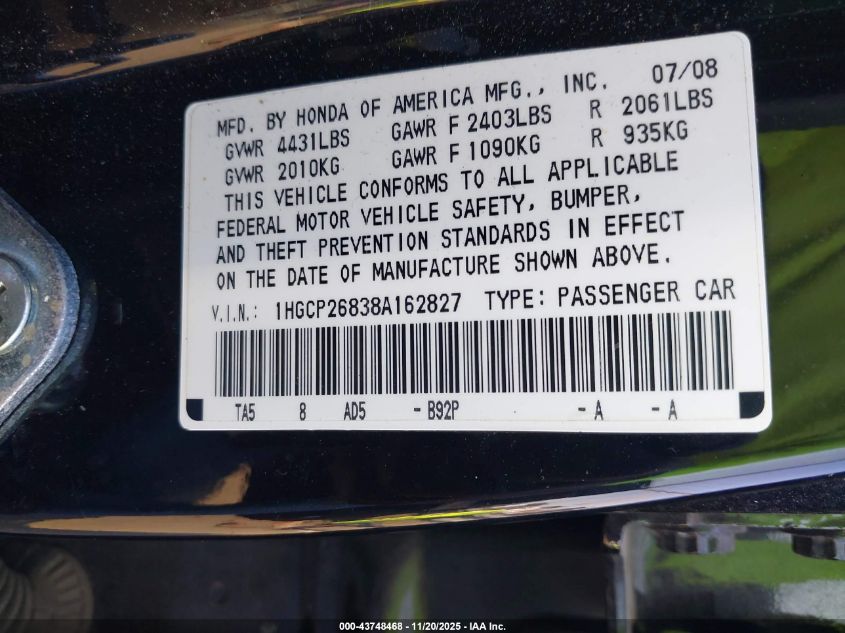 MFD. BY HONDA OF AMERICA MFG., INC. 07/08
GVWR 4431LBS GAWR F 2403LBS R 2061LBS
GVWR 2010KG GAWR F 1090KG R 935KG
THIS VEHICLE CONFORMS TO ALL APPLICABLE
FEDERAL MOTOR VEHICLE SAFETY, BUMPER,
AND THEFT PREVENTION STANDARDS IN EFFECT
ON THE DATE OF MANUFACTURE SHOWN ABOVE.
V.I.N.: 1HGCP26838A162827 TYPE: PASSENGER CAR
TA5 8 AD5 - B92P - A - A
000-43748468 - 11/20/2025 - IAA Inc.